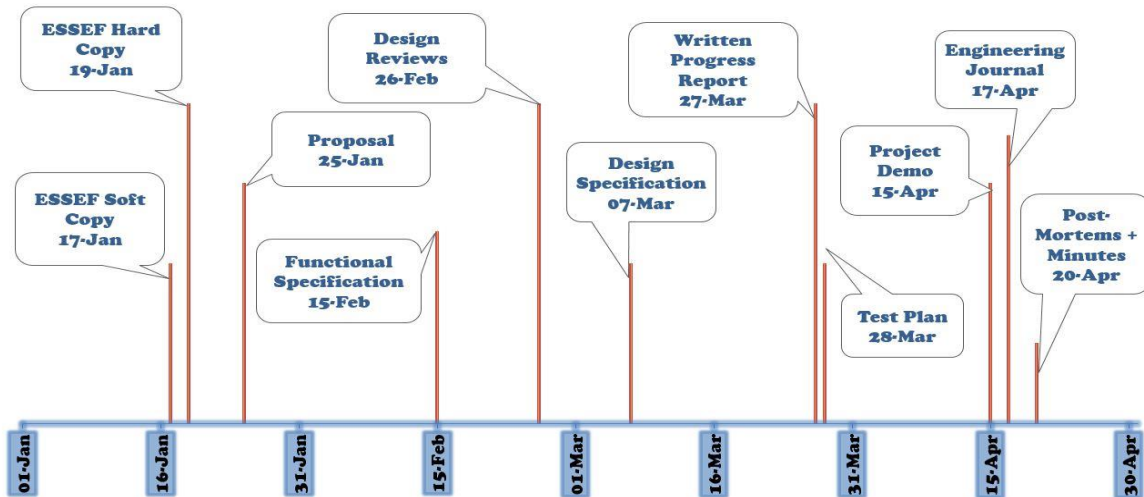 ESSEF Hard
Copy
19-Jan
ESSEF Soft
Copy
17-Jan
Proposal
25-Jan
Design
Reviews
26-Feb
Functional
Specification
15-Feb
Design
Specification
07-Mar
Written
Progress
Report
27-Mar
Test Plan
28-Mar
Project
Demo
15-Apr
Engineering
Journal
17-Apr
Post-
Mortems +
Minutes
20-Apr
01-Jan
16-Jan
31-Jan
15-Feb
01-Mar
16-Mar
31-Mar
15-Apr
30-Apr